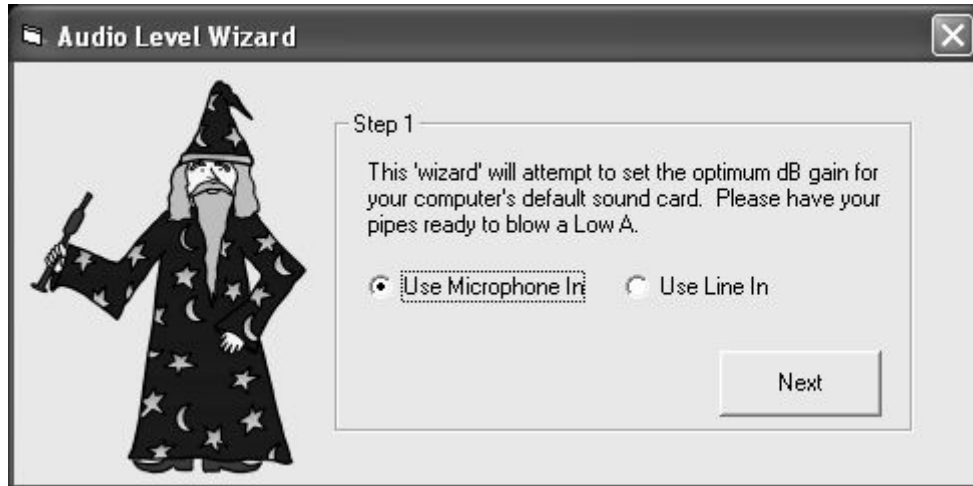 Audio Level Wizard
Step 1
This 'wizard' will attempt to set the optimum dB gain for
your computer's default sound card.  Please have your
pipes ready to blow a Low A.
Use Microphone In  Use Line In
Next